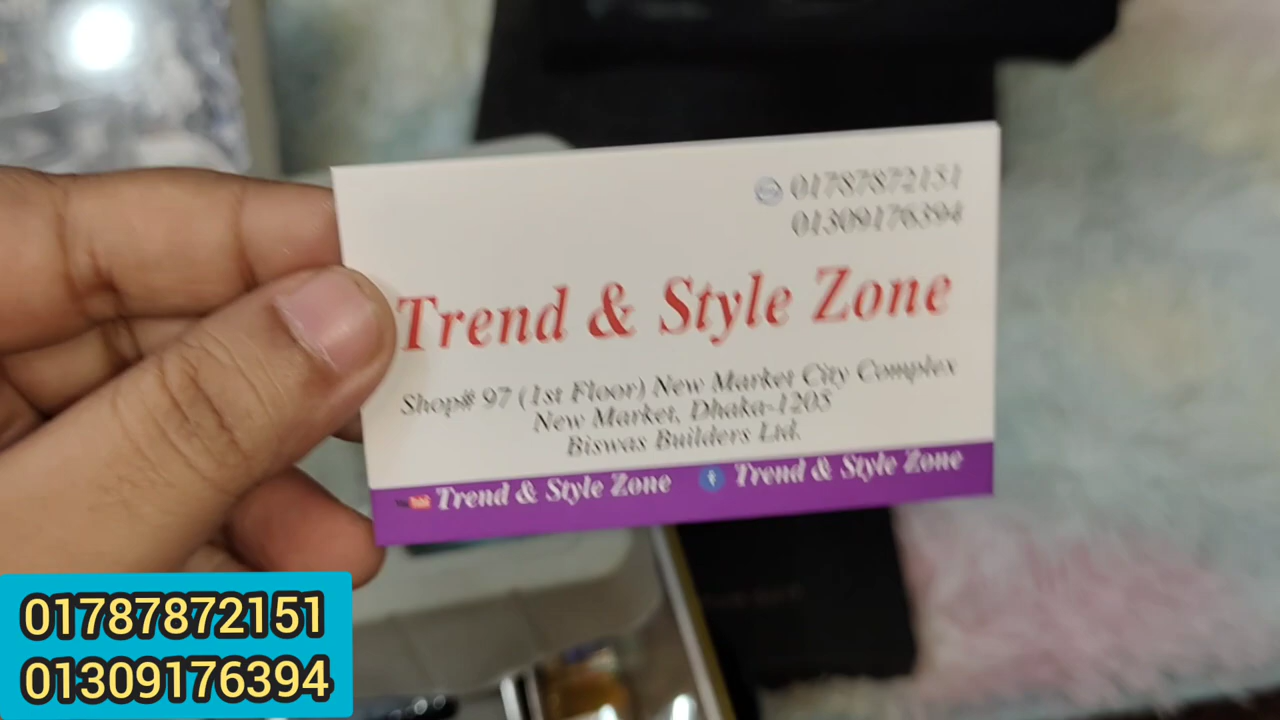 01787872151
01309176394
Trend & Style Zone
Shop# 97 (1st Floor) New Market City Complex
New Market, Dhaka-1205
Biswas Builders Ltd.
YouTube Trend & Style Zone f Trend & Style Zone
01787872151
01309176394